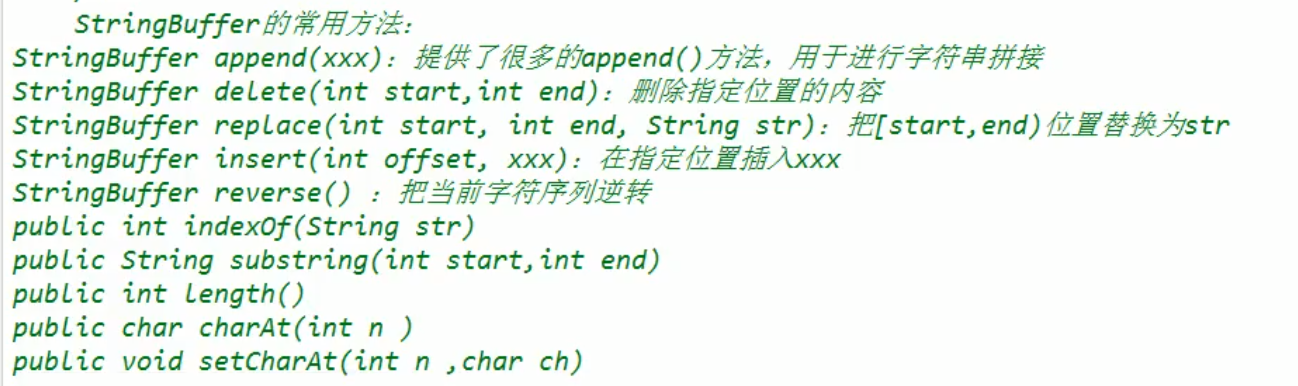 StringBuffer的常用方法：
StringBuffer append(xxx)：提供了很多的append()方法，用于进行字符串拼接
StringBuffer delete(int start,int end)：删除指定位置的内容
StringBuffer replace(int start, int end, String str)：把[start,end)位置替换为str
StringBuffer insert(int offset, xxx)：在指定位置插入xxx
StringBuffer reverse() ：把当前字符序列逆转
public int indexOf(String str)
public String substring(int start,int end)
public int length()
public char charAt(int n )
public void setCharAt(int n ,char ch)